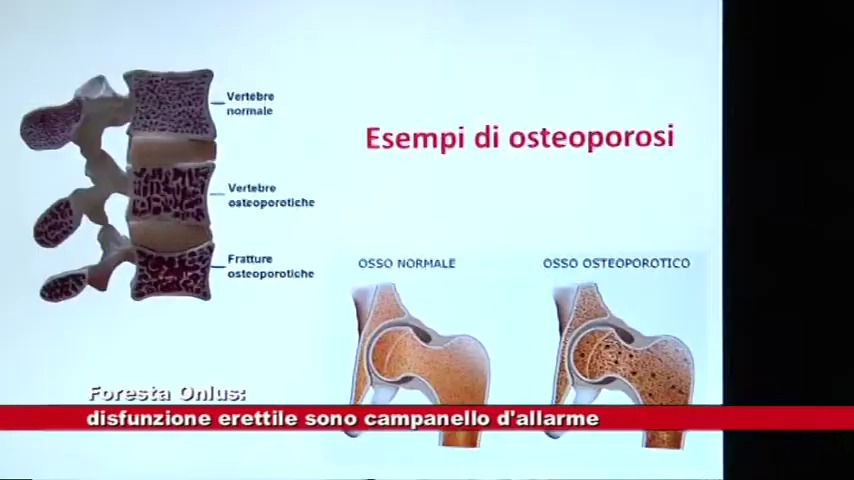 Vertebre
normale
Esempi di osteoporosi
Vertebre
osteoporotiche
Fratture
osteoporotiche
OSSO NORMALE
OSSO OSTEOPOROTICO
Foresta Onlus:
disfunzione erettile sono campanello d'allarme